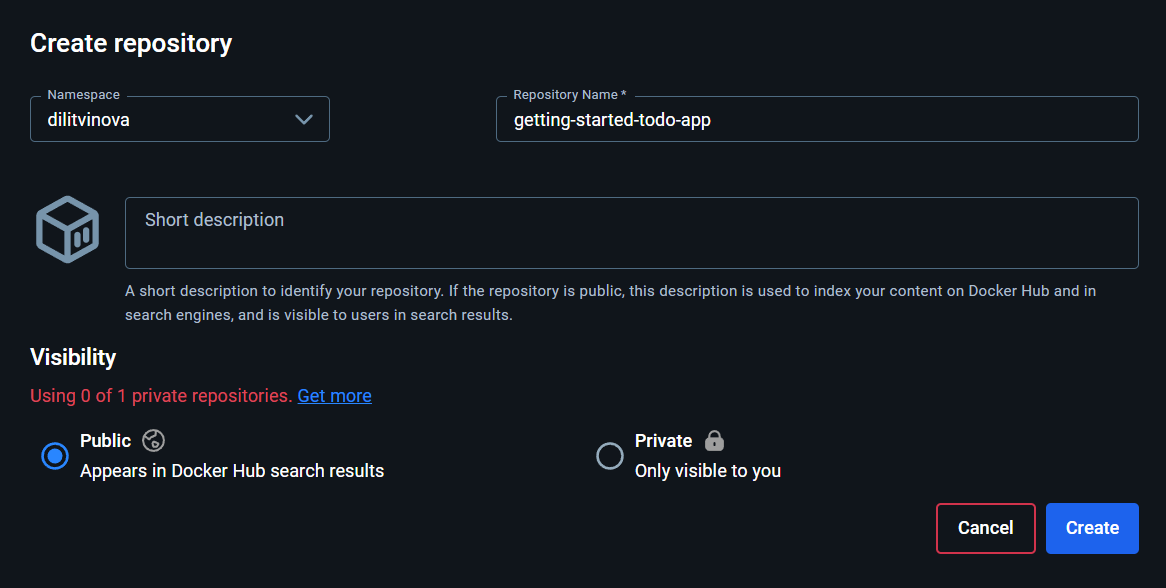 Create repository
Namespace
dilitvinova
Repository Name *
getting-started-todo-app
Short description
A short description to identify your repository. If the repository is public, this description is used to index your content on Docker Hub and in
search engines, and is visible to users in search results.
Visibility
Using 0 of 1 private repositories. Get more
Public
Appears in Docker Hub search results
Private
Only visible to you
Cancel
Create